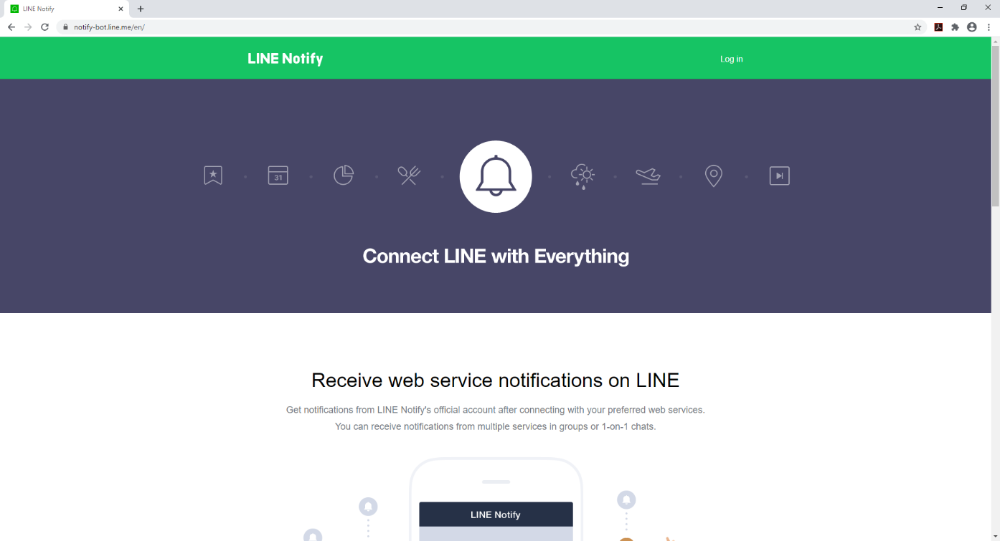 LINE Notify
notify-bot.line.me/en/
LINE Notify
Log in
31
Connect LINE with Everything
Receive web service notifications on LINE
Get notifications from LINE Notify's official account after connecting with your preferred web services.
You can receive notifications from multiple services in groups or 1-on-1 chats.
LINE Notify